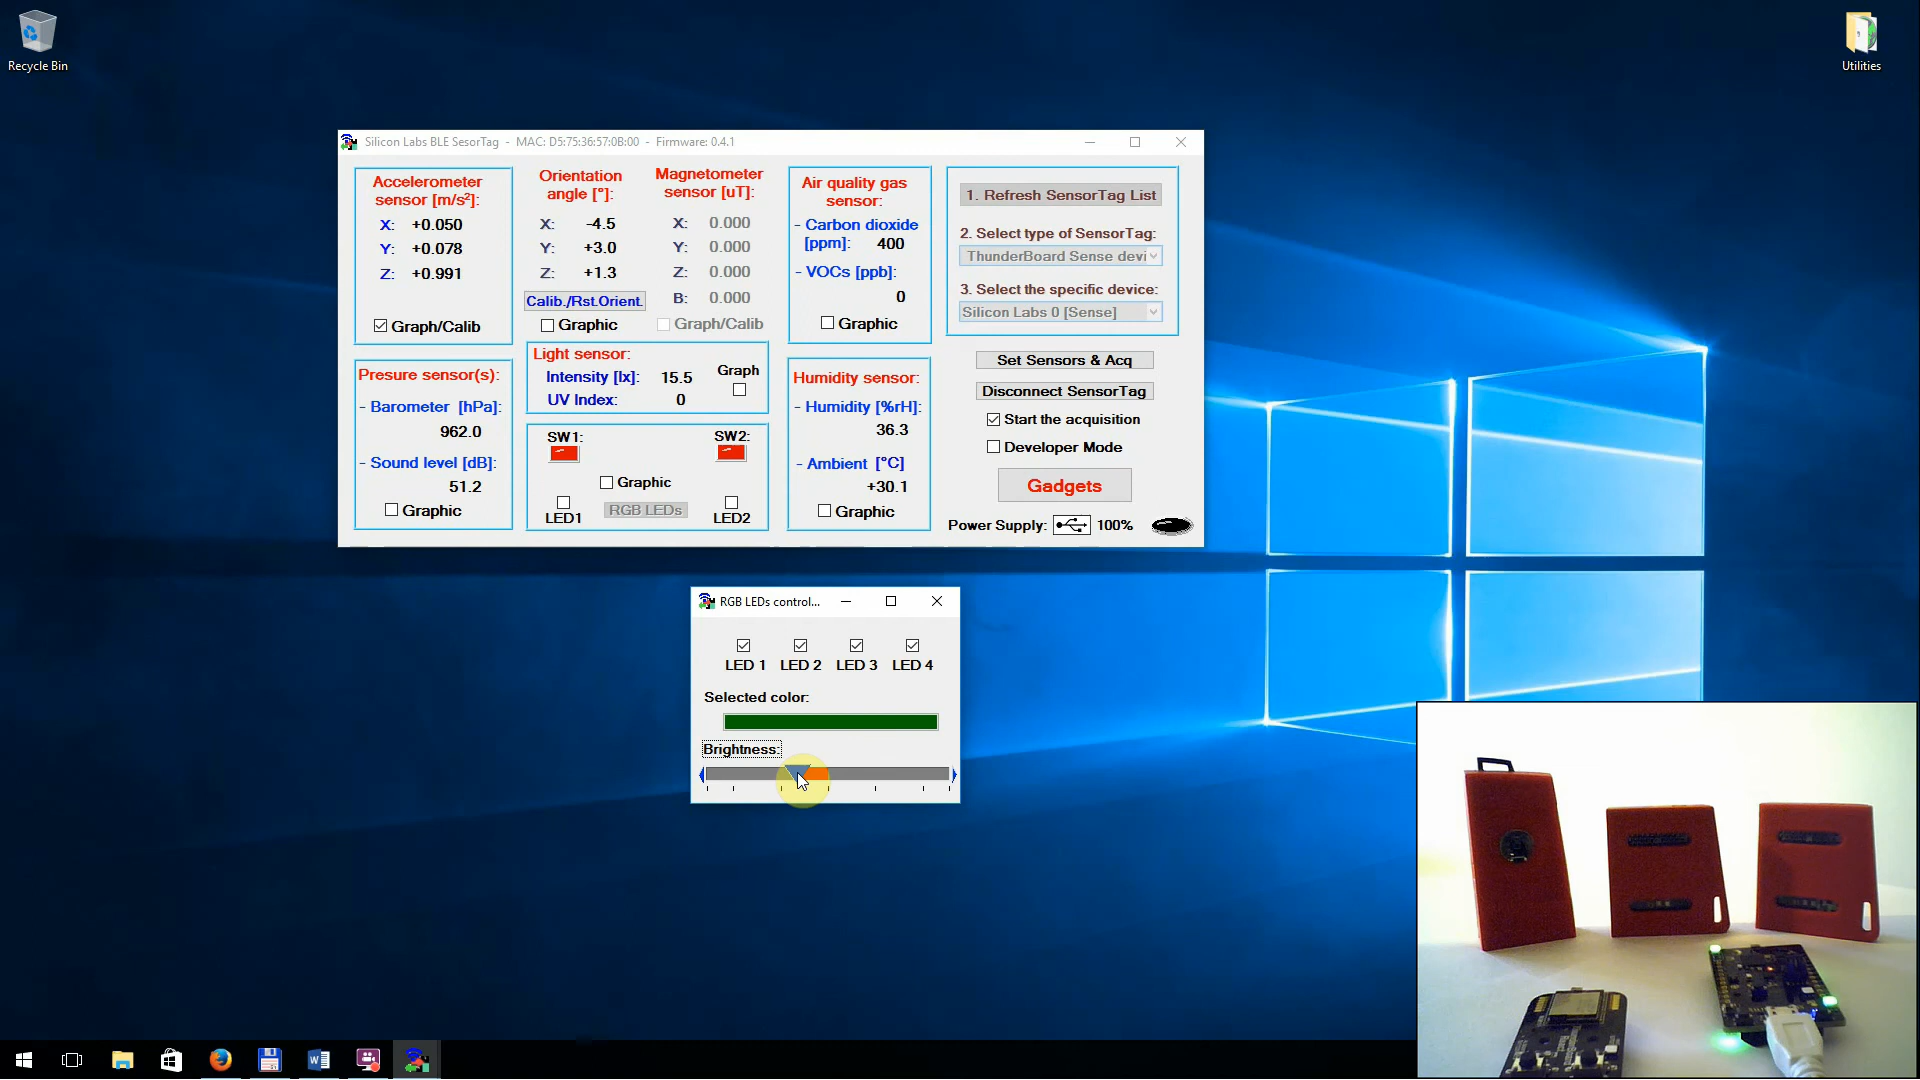 Recycle Bin
Utilities
Silicon Labs BLE SesorTag - MAC: D5:75:36:57:0B:00 - Firmware: 0.4.1
Accelerometer
sensor [m/s²]:
X: +0.050
Y: +0.078
Z: +0.991
Graph/Calib
Orientation
angle [°]:
X: -4.5
Y: +3.0
Z: +1.3
Calib./Rst.Orient.
Graphic
Magnetometer
sensor [uT]:
X: 0.000
Y: 0.000
Z: 0.000
B: 0.000
Graph/Calib
Air quality gas
sensor:
- Carbon dioxide
[ppm]: 400
- VOCs [ppb]:
0
Graphic
1. Refresh SensorTag List
2. Select type of SensorTag:
ThunderBoard Sense devi
3. Select the specific device:
Silicon Labs 0 [Sense]
Presure sensor(s):
- Barometer [hPa]:
962.0
- Sound level [dB]:
51.2
Graphic
Light sensor:
Intensity [lx]: 15.5
UV Index: 0
Graph
SW1:
SW2:
Graphic
LED1
RGB LEDs
LED2
Humidity sensor:
- Humidity [%rH]:
36.3
- Ambient [°C]
+30.1
Graphic
Set Sensors & Acq
Disconnect SensorTag
Start the acquisition
Developer Mode
Gadgets
Power Supply: 100%
RGB LEDs control...
LED 1 LED 2 LED 3 LED 4
Selected color:
Brightness: